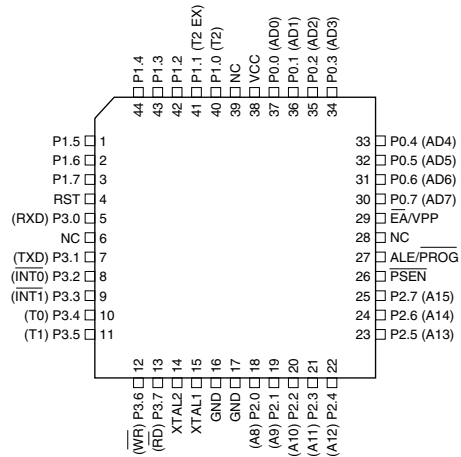 P1.4
P1.3
P1.2
P1.1 (T2 EX)
P1.0 (T2)
NC
VCC
P0.0 (AD0)
P0.1 (AD1)
P0.2 (AD2)
P0.3 (AD3)
44
43
42
41
40
39
38
37
36
35
34
P1.5 1
P1.6 2
P1.7 3
RST 4
(RXD) P3.0 5
NC 6
(TXD) P3.1 7
(INT0) P3.2 8
(INT1) P3.3 9
(T0) P3.4 10
(T1) P3.5 11
33 P0.4 (AD4)
32 P0.5 (AD5)
31 P0.6 (AD6)
30 P0.7 (AD7)
29 EA/VPP
28 NC
27 ALE/PROG
26 PSEN
25 P2.7 (A15)
24 P2.6 (A14)
23 P2.5 (A13)
12
13
14
15
16
17
18
19
20
21
22
(WR) P3.6
(RD) P3.7
XTAL2
XTAL1
GND
GND
(A8) P2.0
(A9) P2.1
(A10) P2.2
(A11) P2.3
(A12) P2.4